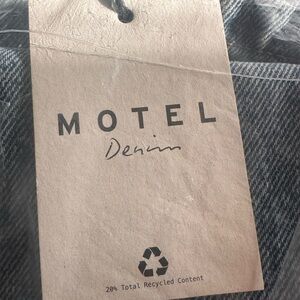 MOTEL
Denim
20% Total Recycled Content